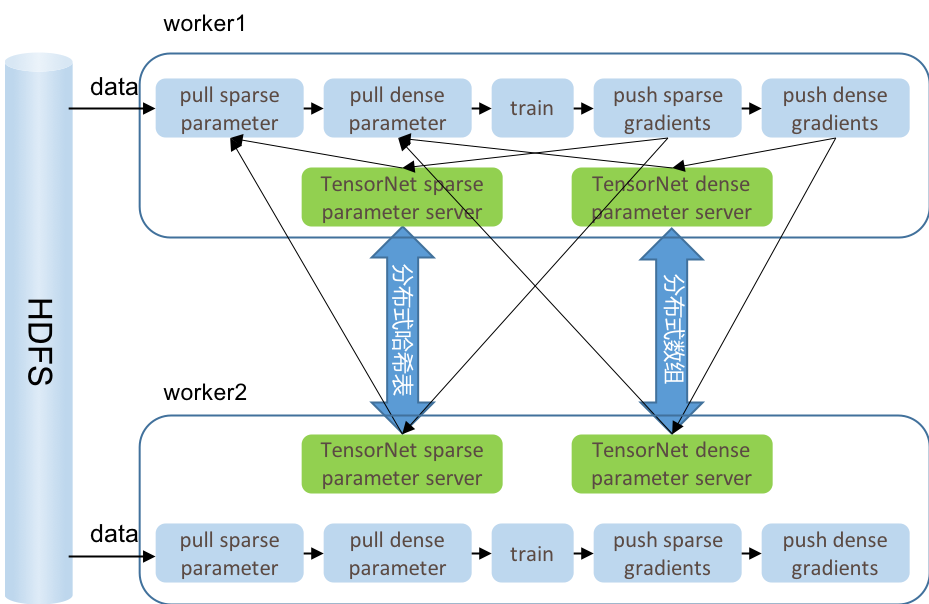 worker1
HDFS
data
pull sparse
parameter
pull dense
parameter
train
push sparse
gradients
push dense
gradients
TensorNet sparse
parameter server
TensorNet dense
parameter server
分布式哈希表
分布式数组
worker2
TensorNet sparse
parameter server
TensorNet dense
parameter server
data
pull sparse
parameter
pull dense
parameter
train
push sparse
gradients
push dense
gradients